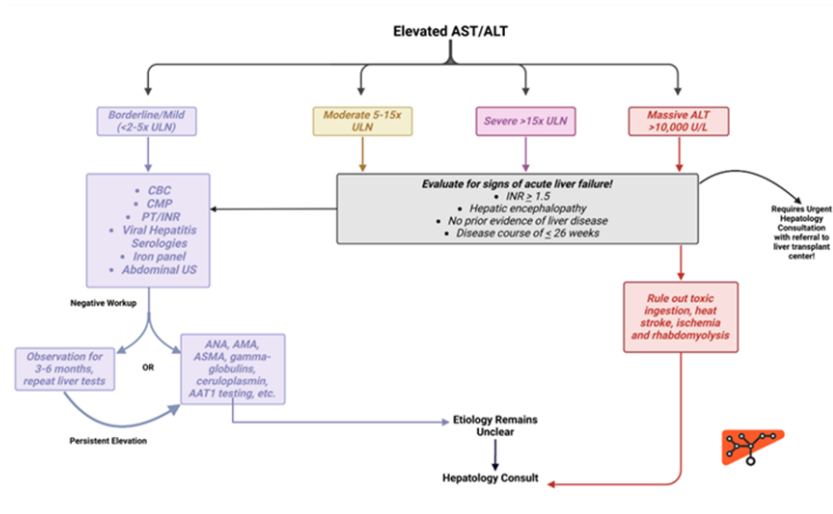 Elevated AST/ALT
Borderline/Mild
(<2-5x ULN)
Moderate 5-15x
ULN
Severe >15x ULN
Massive ALT
>10,000 U/L
• CBC
• CMP
• PT/INR
• Viral Hepatitis
Serologies
• Iron panel
• Abdominal US
Evaluate for signs of acute liver failure!
• INR ≥ 1.5
• Hepatic encephalopathy
• No prior evidence of liver disease
• Disease course of ≤ 26 weeks
Requires Urgent
Hepatology
Consultation
with referral to
liver transplant
center!
Negative Workup
Rule out toxic
ingestion, heat
stroke, ischemia
and rhabdomyolysis
Observation for
3-6 months,
repeat liver tests
OR
ANA, AMA,
ASMA, gamma-
globulins,
ceruloplasmin,
AAT1 testing, etc.
Persistent Elevation
Etiology Remains
Unclear
Hepatology Consult